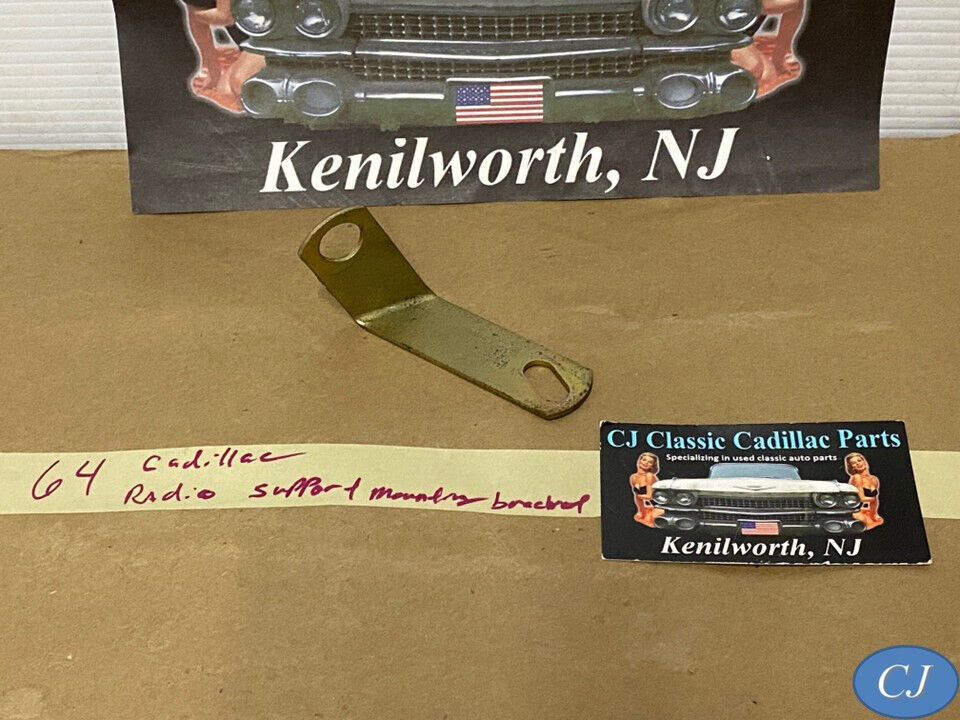 Kenilworth, NJ
64 Cadillac
Radio support mounting bracket
CJ Classic Cadillac Parts
Specializing in used classic auto parts
Kenilworth, NJ
CJ